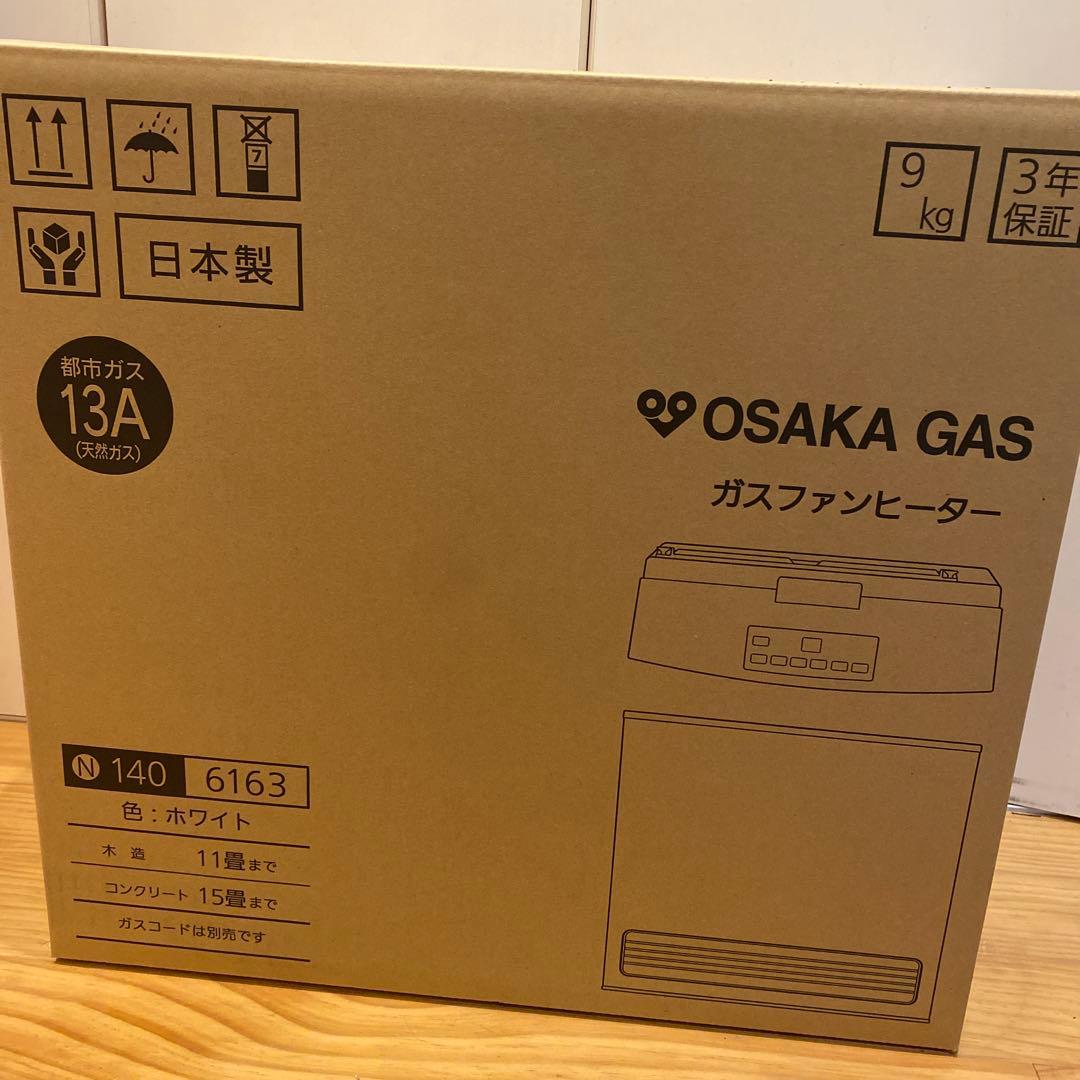 7
9
kg
3年
保証
日本製
都市ガス
13A
(天然ガス)
OSAKA GAS
ガスファンヒーター
N 140 6163
色:ホワイト
木造 11畳まで
コンクリート 15畳まで
ガスコードは別売です